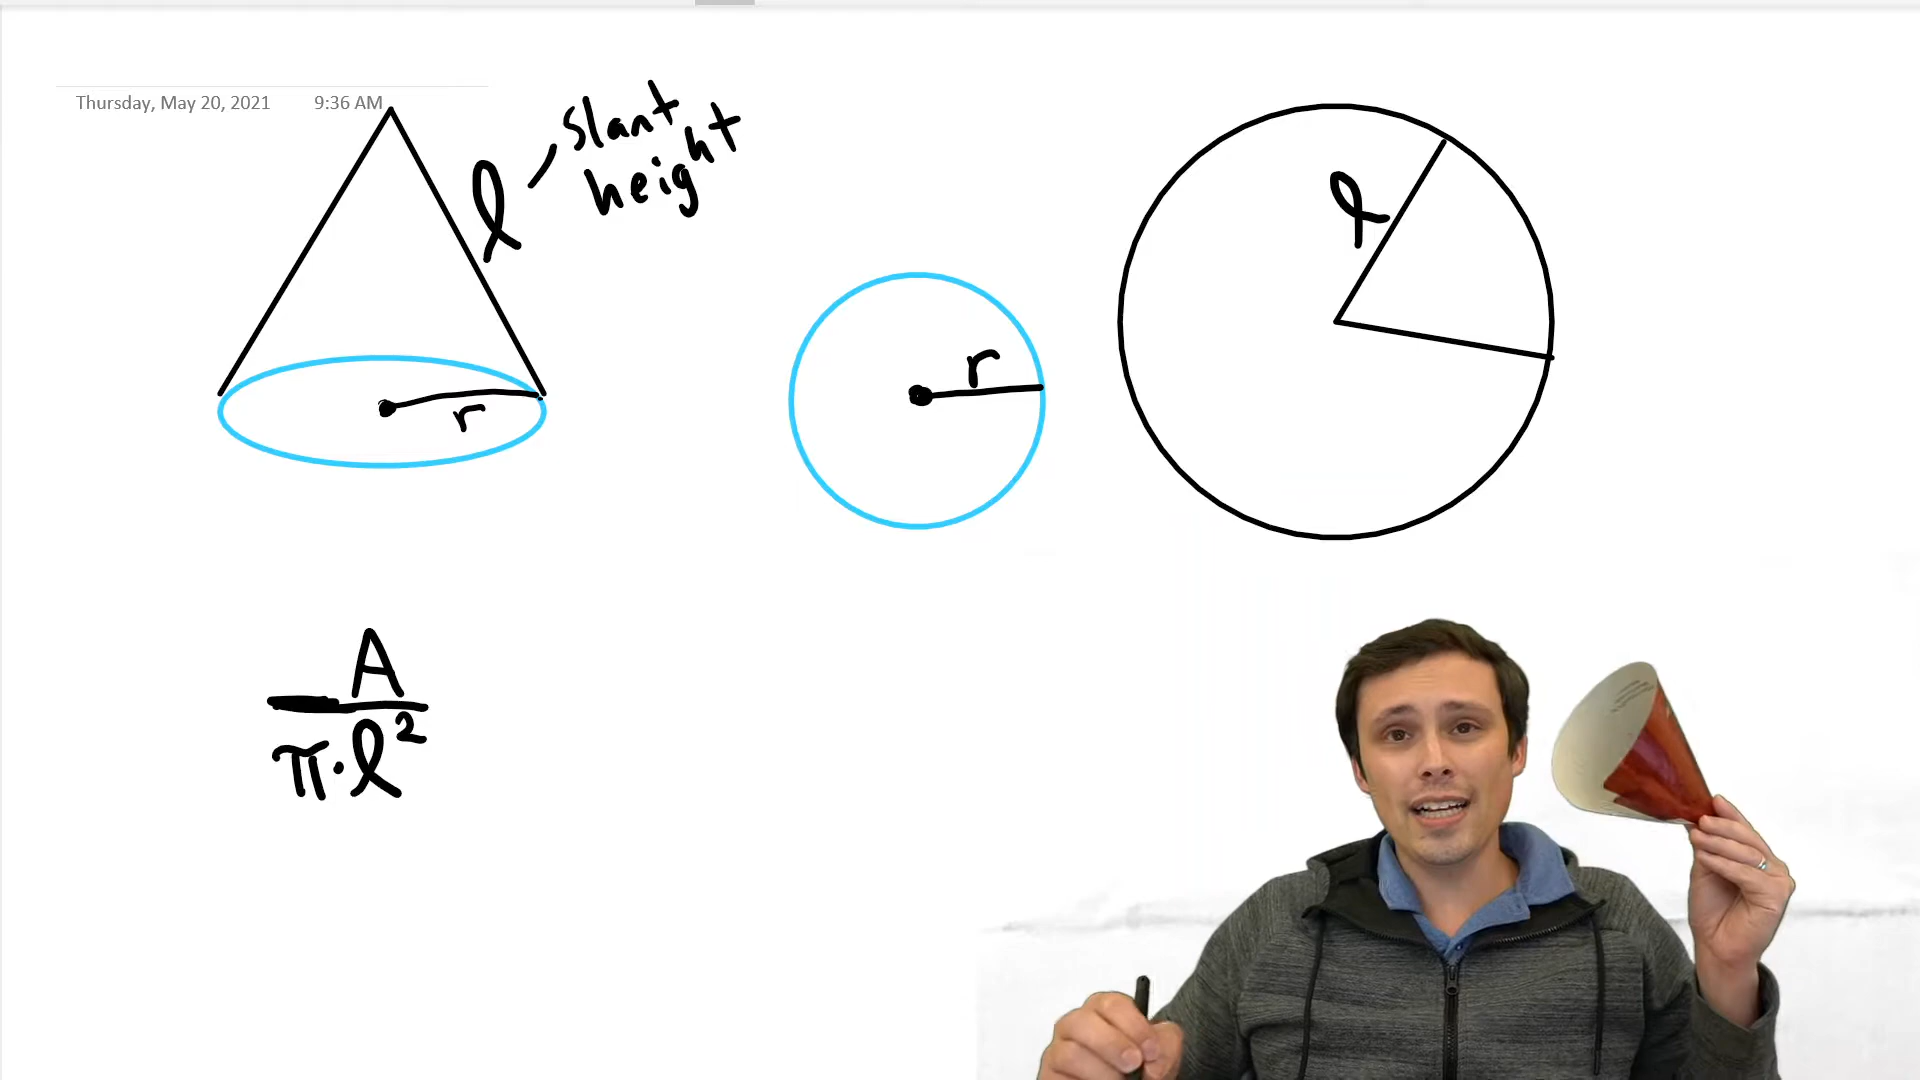 Thursday, May 20, 2021 9:36 AM
slant
height
ℓ
r
r
ℓ
A
π·ℓ²